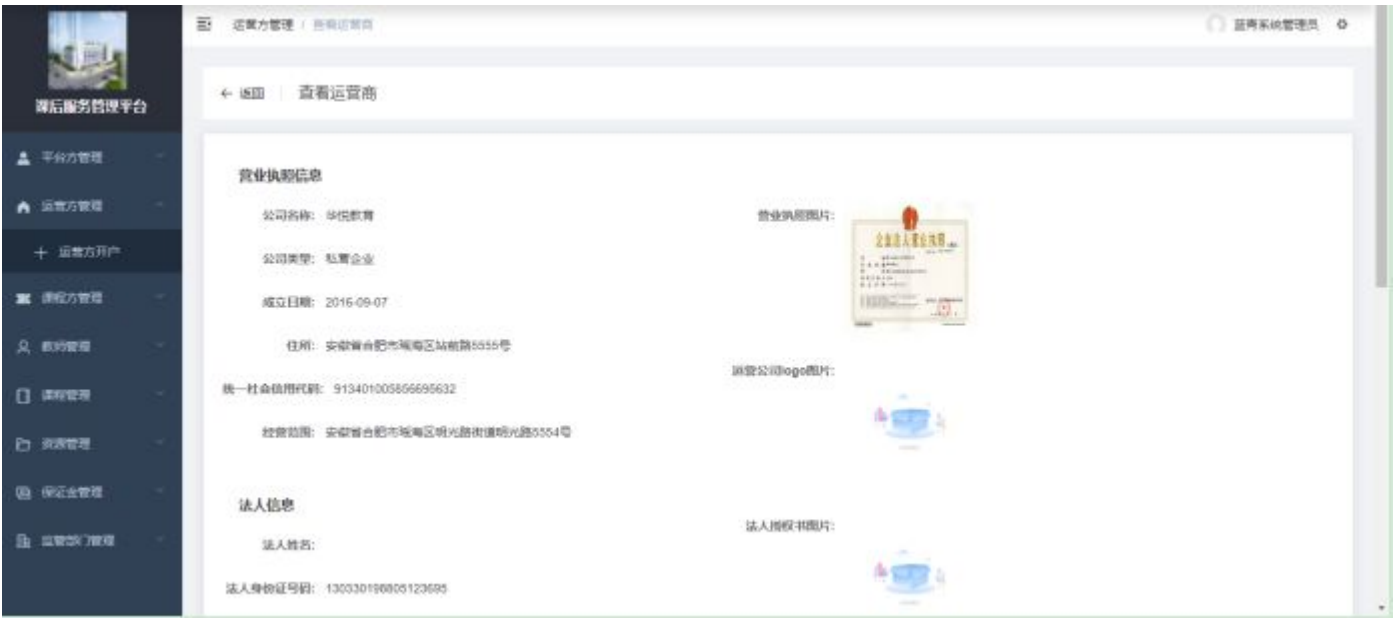 课后服务管理平台
平台方管理
运营方管理
运营方开户
课程方管理
教师管理
课程管理
资源管理
保证金管理
监管部门管理
运营方管理 / 查看运营商
蓝青系统管理员
← 返回 查看运营商
营业执照信息
公司名称: 华悦教育
公司类型: 私营企业
成立日期: 2016-09-07
住所: 安徽省合肥市瑶海区站前路5555号
统一社会信用代码: 913401005656695632
经营范围: 安徽省合肥市瑶海区明光路街道明光路5554号
营业执照图片:
企业法人营业执照
运营公司logo图片:
法人信息
法人姓名:
法人身份证号码: 130330198805123695
法人授权书图片: